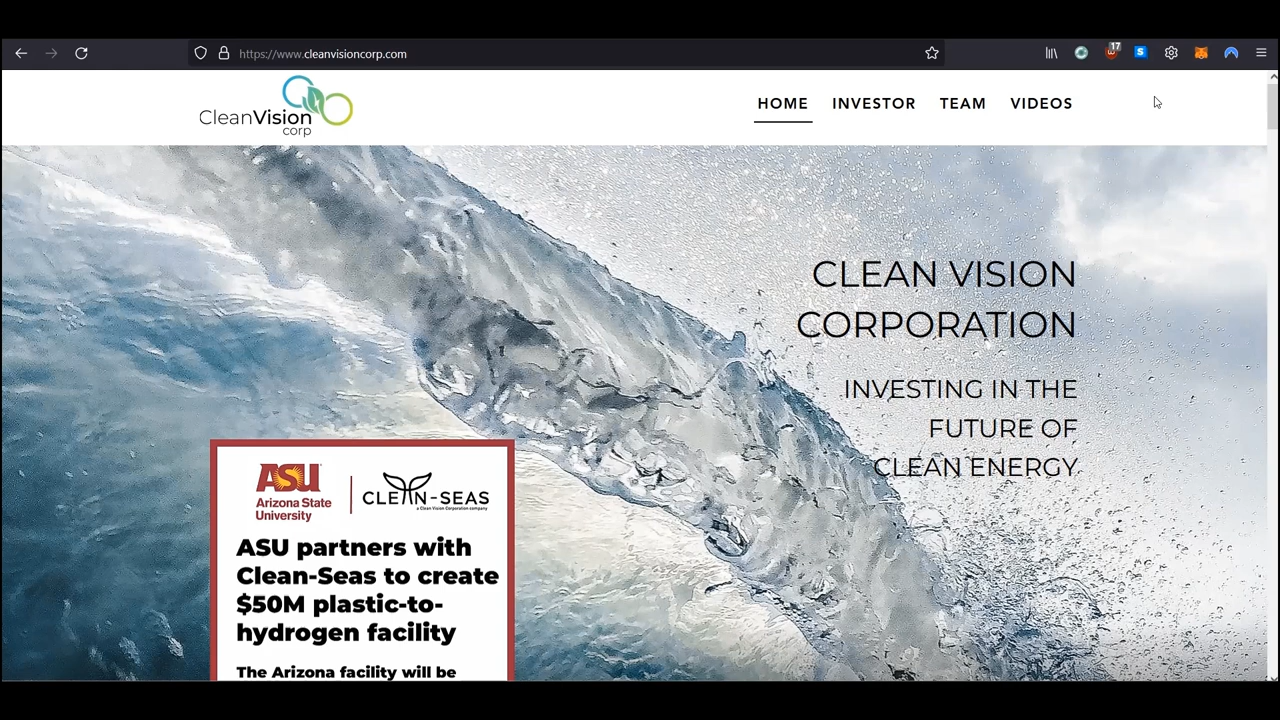 https://www.cleanvisioncorp.com
17
CleanVision
corp
HOME INVESTOR TEAM VIDEOS
CLEAN VISION
CORPORATION
INVESTING IN THE
FUTURE OF
CLEAN ENERGY
ASU
Arizona State
University
CLEAN-SEAS
a Clean Vision Corporation company
ASU partners with
Clean-Seas to create
$50M plastic-to-
hydrogen facility
The Arizona facility will be